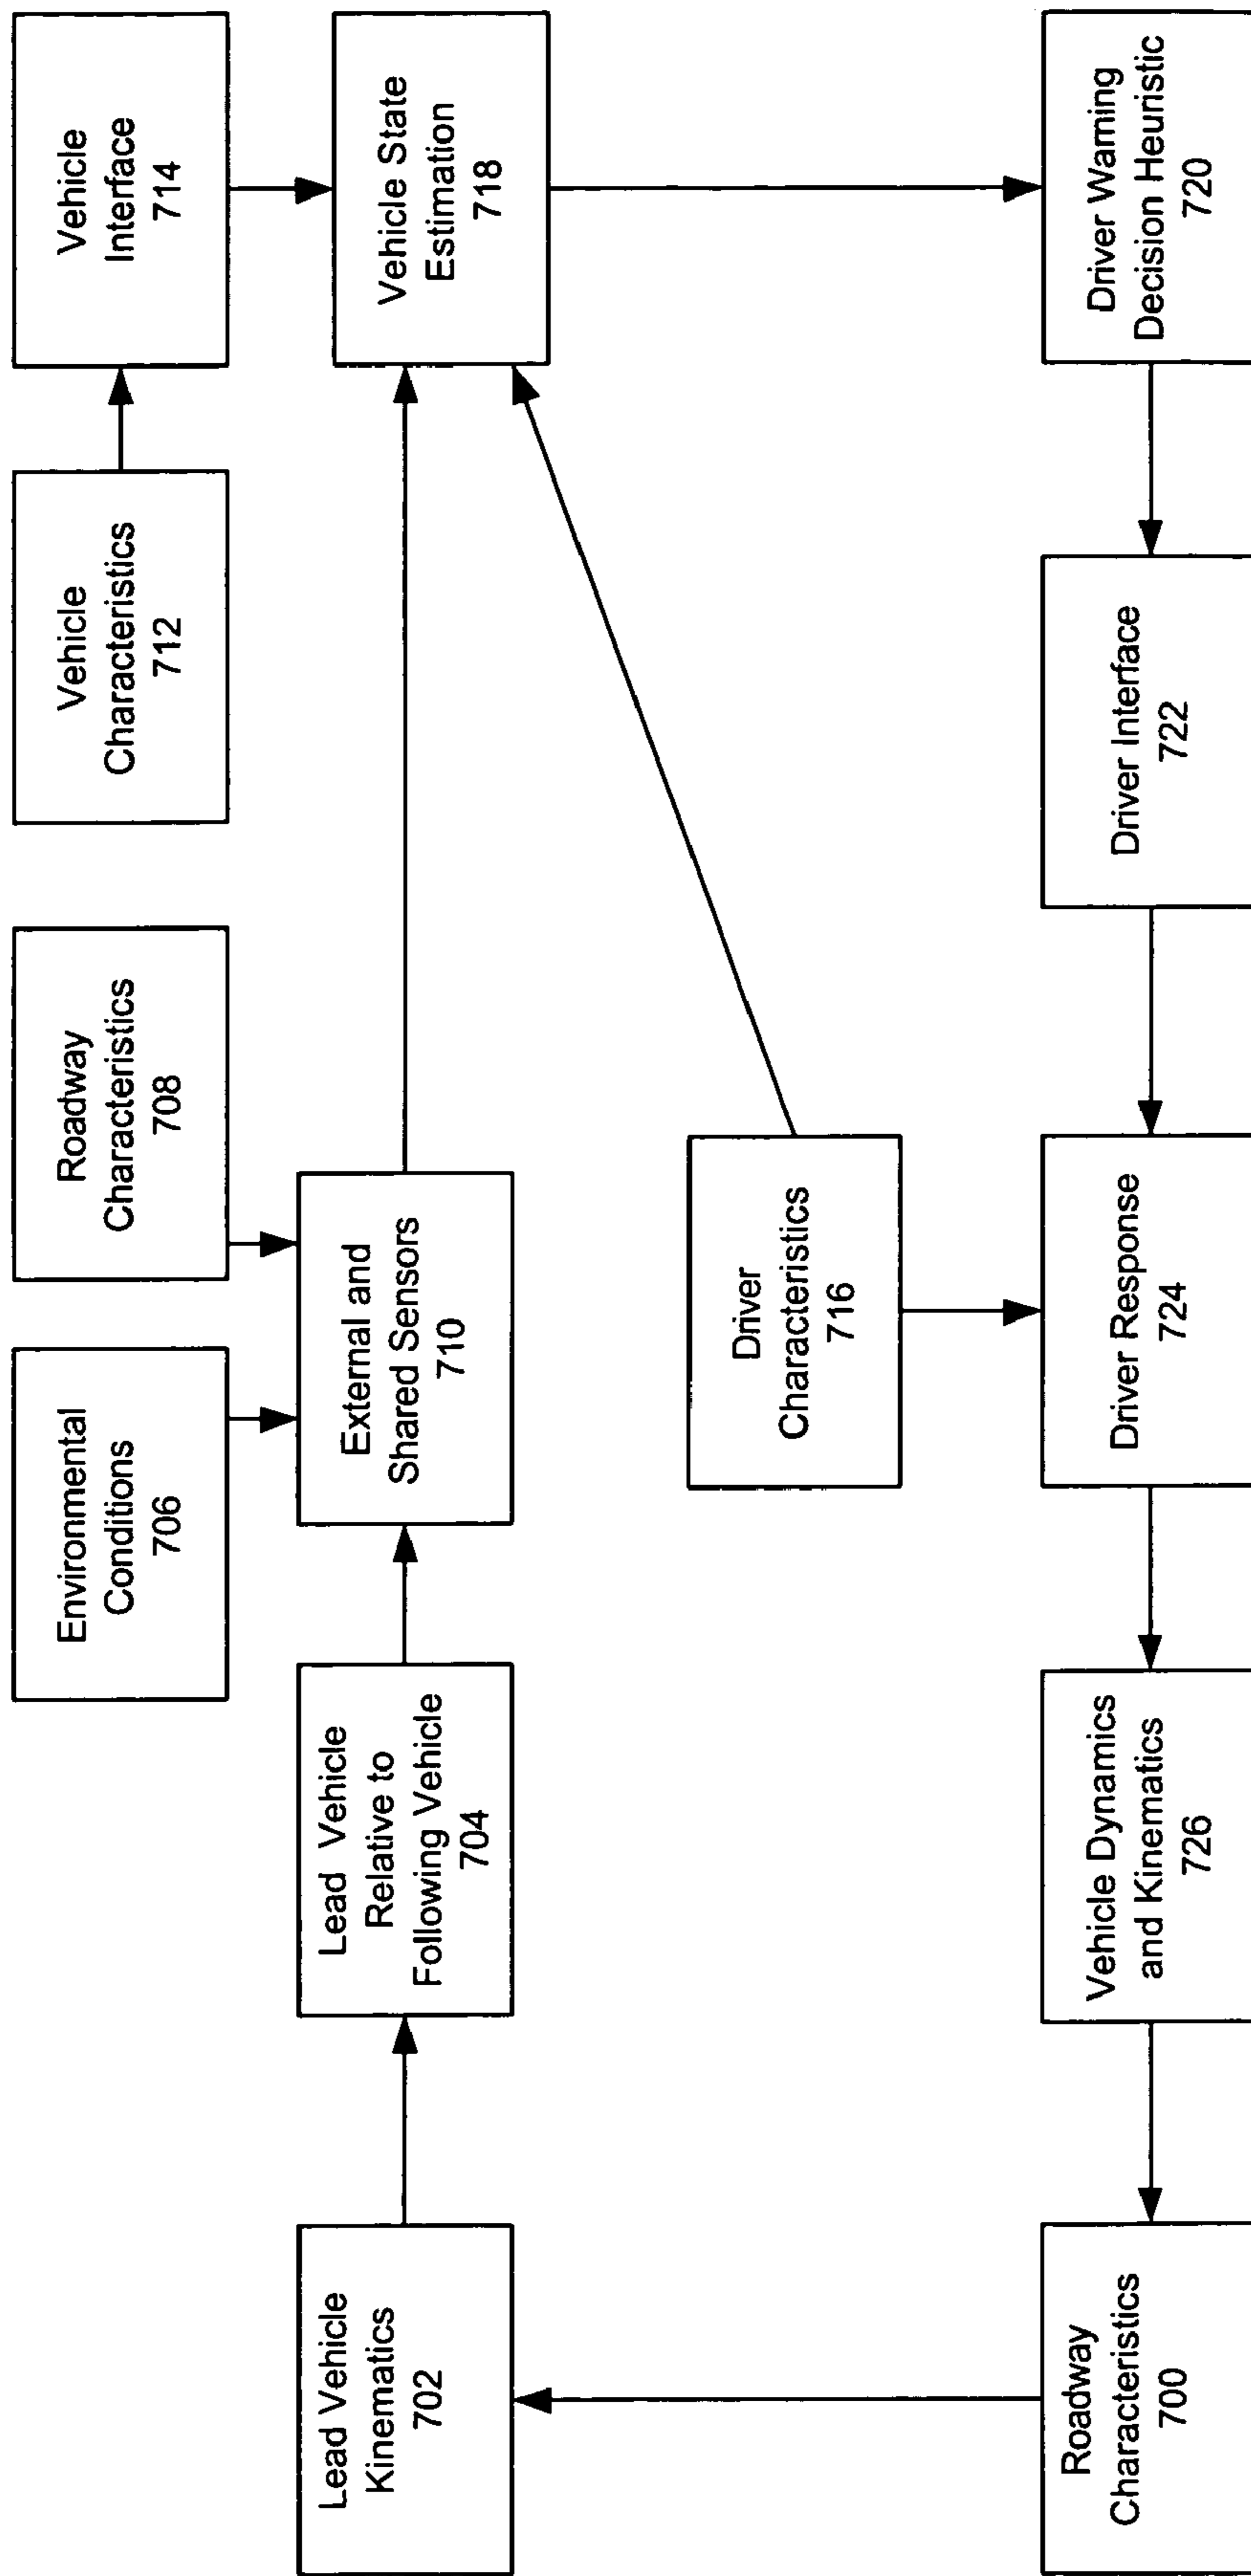 Environmental
Conditions
706
Roadway
Characteristics
708
Vehicle
Characteristics
712
Vehicle
Interface
714
Lead Vehicle
Kinematics
702
Lead Vehicle
Relative to
Following Vehicle
704
External and
Shared Sensors
710
Vehicle State
Estimation
718
Driver
Characteristics
716
Roadway
Characteristics
700
Vehicle Dynamics
and Kinematics
726
Driver Response
724
Driver Interface
722
Driver Warning
Decision Heuristic
720